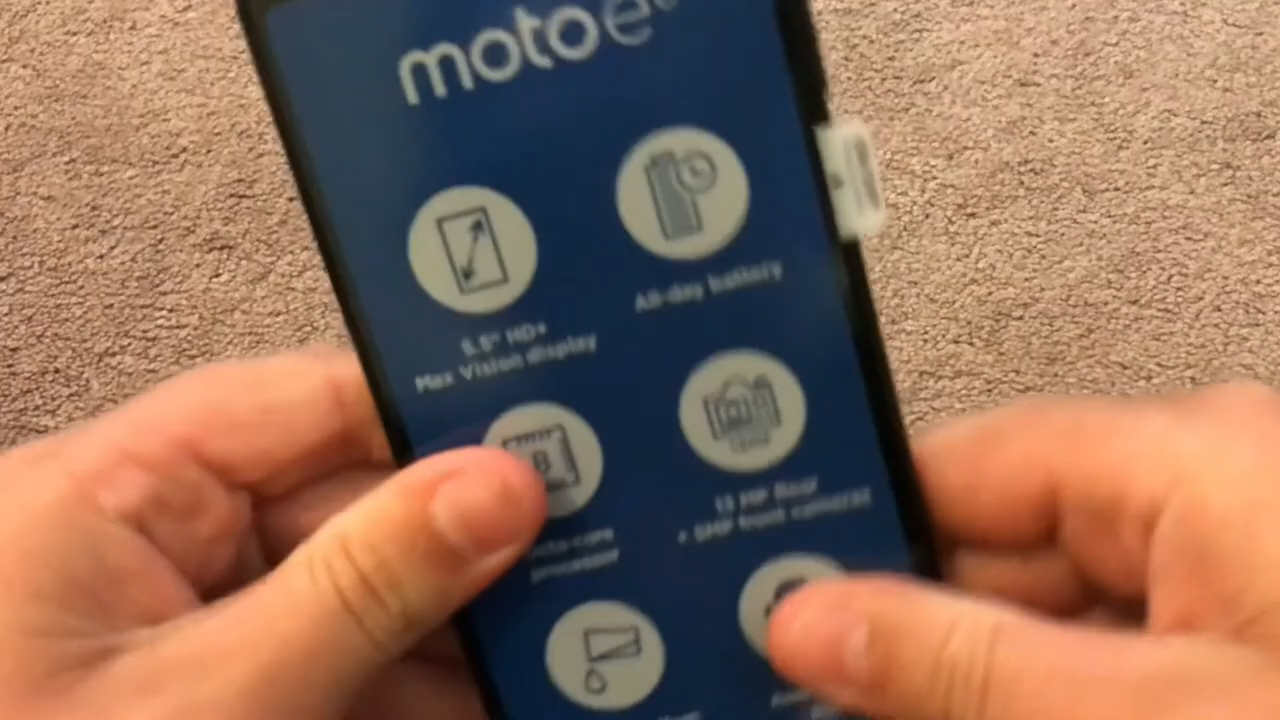 moto e
5.5" HD+
Max Vision display
All-day battery
B
processor
13 MP Rear
+ 5MP front cameras